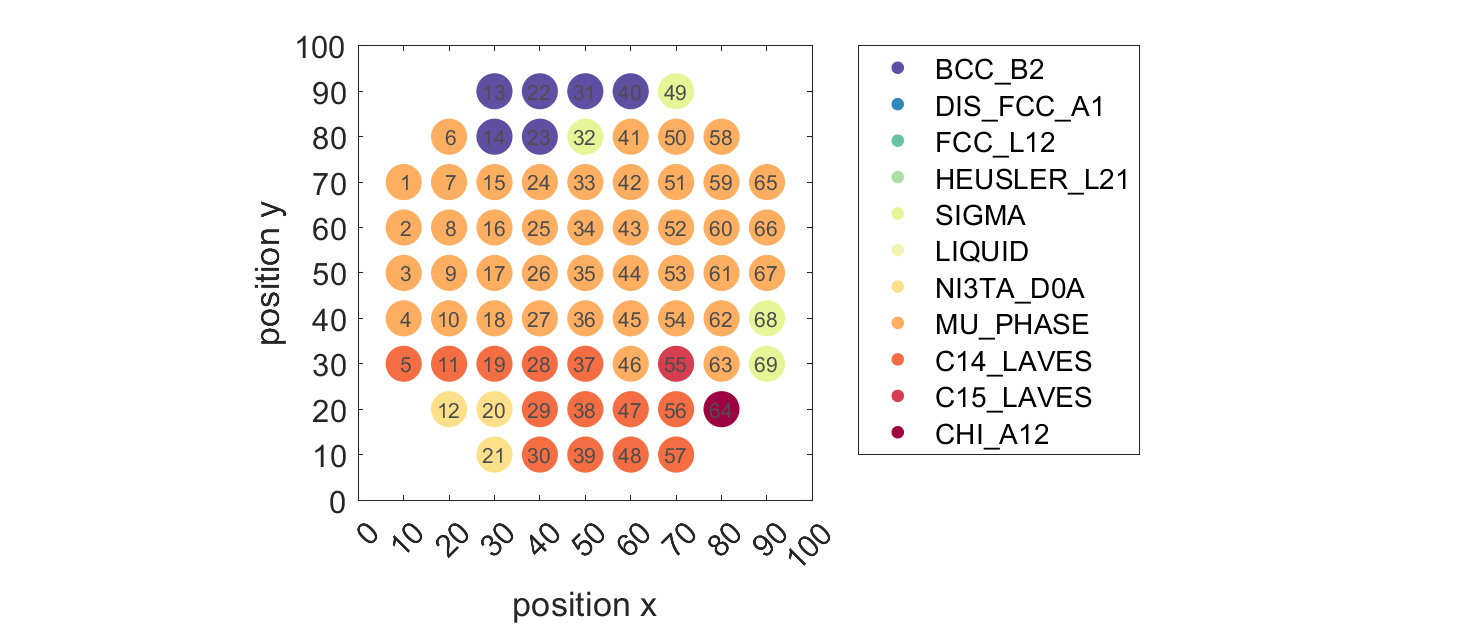 100
90 13 22 31 40 49
80 6 14 23 32 41 50 58
70 1 7 15 24 33 42 51 59 65
60 2 8 16 25 34 43 52 60 66
50 3 9 17 26 35 44 53 61 67
40 4 10 18 27 36 45 54 62 68
30 5 11 19 28 37 46 55 63 69
20 12 20 29 38 47 56 64
10 21 30 39 48 57
0
0 10 20 30 40 50 60 70 80 90 100
position x
position y
BCC_B2
DIS_FCC_A1
FCC_L12
HEUSLER_L21
SIGMA
LIQUID
NI3TA_D0A
MU_PHASE
C14_LAVES
C15_LAVES
CHI_A12